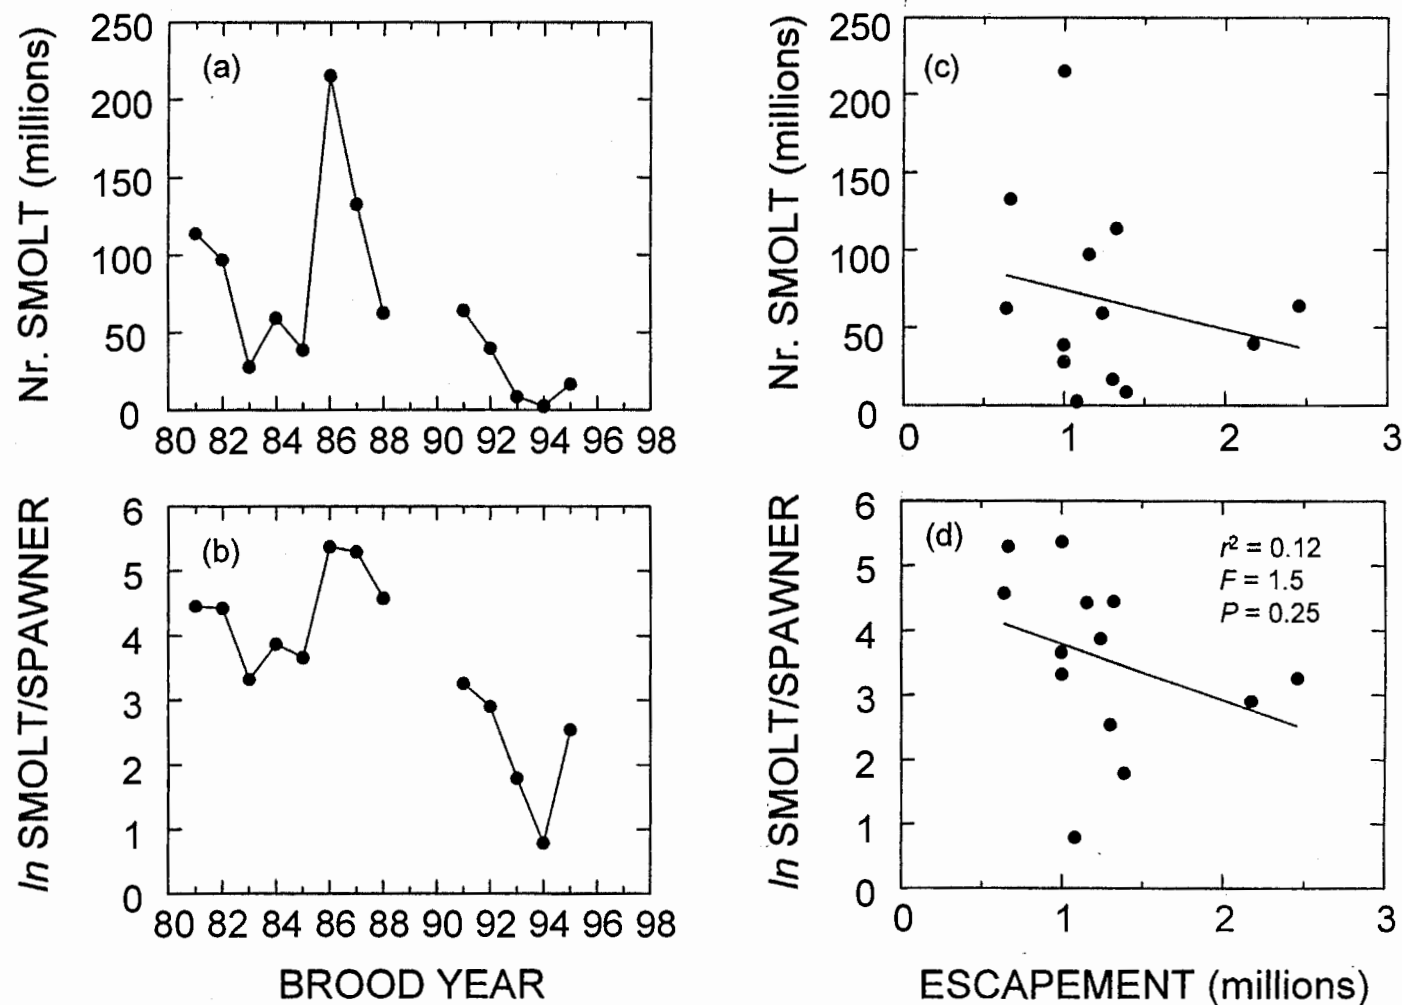 Nr. SMOLT (millions)
250
200
150
100
50
0
(a)
80 82 84 86 88 90 92 94 96 98
Nr. SMOLT (millions)
250
200
150
100
50
0
(c)
0 1 2 3
ln SMOLT/SPAWNER
6
5
4
3
2
1
0
(b)
80 82 84 86 88 90 92 94 96 98
BROOD YEAR
ln SMOLT/SPAWNER
6
5
4
3
2
1
0
(d)
r² = 0.12
F = 1.5
P = 0.25
0 1 2 3
ESCAPEMENT (millions)